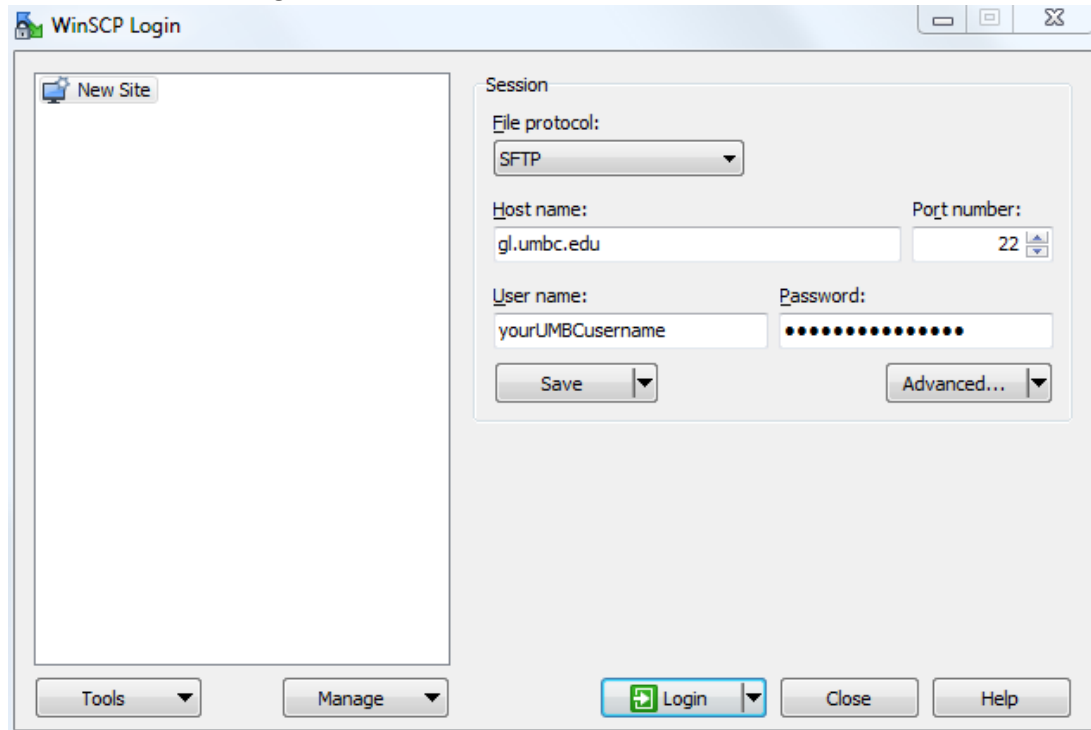 WinSCP Login
New Site
Session
File protocol:
SFTP
Host name: Port number:
gl.umbc.edu 22
User name: Password:
yourUMBCusername ●●●●●●●●●●●●●●●
Save Advanced...
Tools Manage Login Close Help